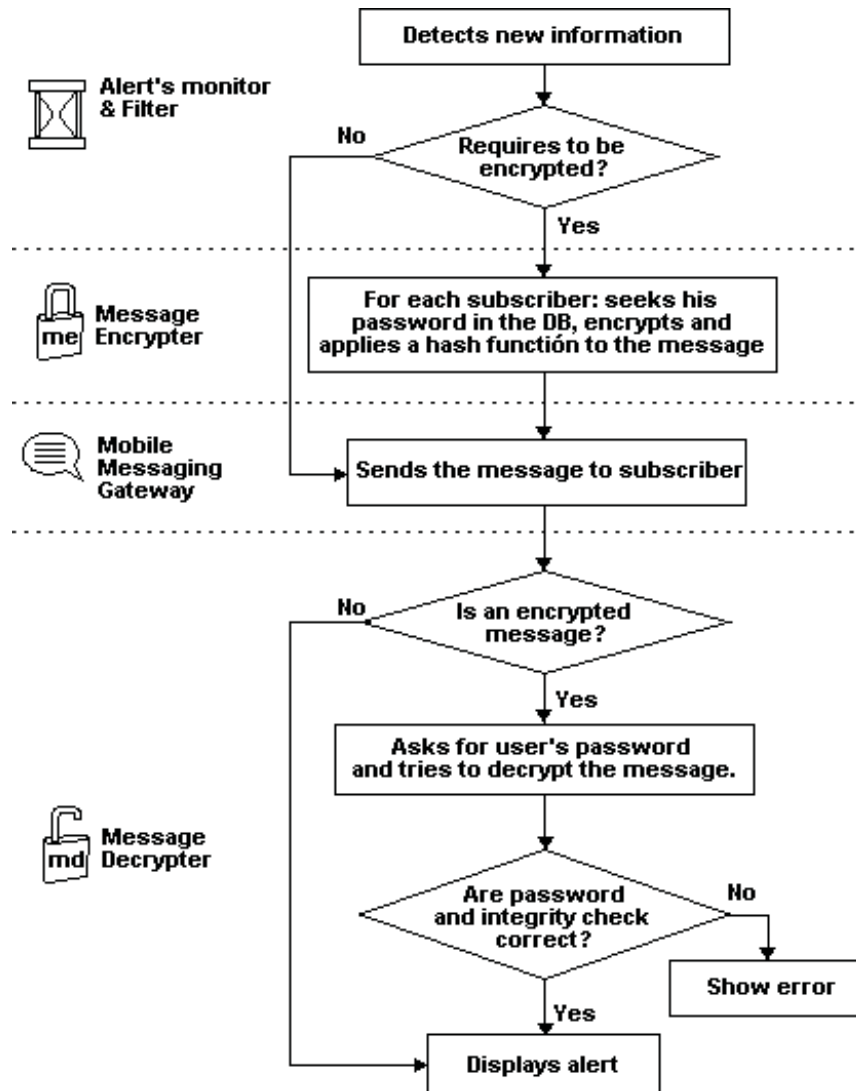 Detects new information
Alert's monitor
& Filter
No
Requires to be
encrypted?
Yes
me
Message
Encrypter
For each subscriber: seeks his
password in the DB, encrypts and
applies a hash functión to the message
Mobile
Messaging
Gateway
Sends the message to subscriber
No
Is an encrypted
message?
Yes
Asks for user's password
and tries to decrypt the message.
md
Message
Decrypter
Are password
and integrity check
correct?
No
Show error
Yes
Displays alert